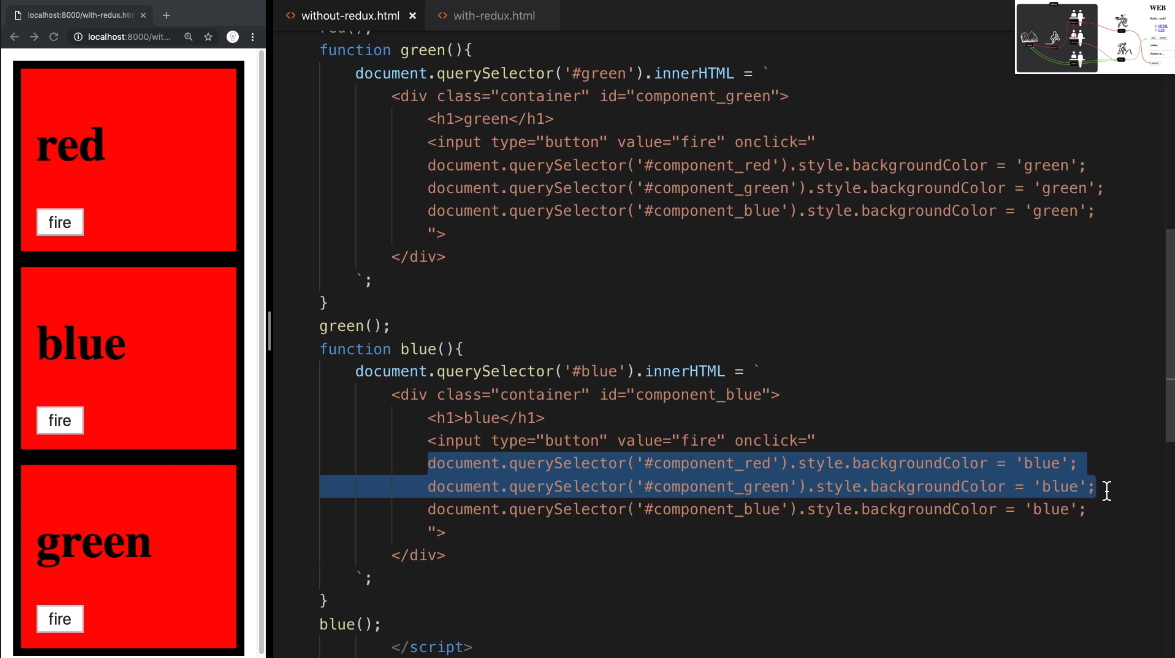 localhost:8000/with-redux.htm
localhost:8000/wit...
red
fire
blue
fire
green
fire
without-redux.html
with-redux.html
red();
function green(){
document.querySelector('#green').innerHTML = `
<div class="container" id="component_green">
<h1>green</h1>
<input type="button" value="fire" onclick="
document.querySelector('#component_red').style.backgroundColor = 'green';
document.querySelector('#component_green').style.backgroundColor = 'green';
document.querySelector('#component_blue').style.backgroundColor = 'green';
">
</div>
`;
}
green();
function blue(){
document.querySelector('#blue').innerHTML = `
<div class="container" id="component_blue">
<h1>blue</h1>
<input type="button" value="fire" onclick="
document.querySelector('#component_red').style.backgroundColor = 'blue';
document.querySelector('#component_green').style.backgroundColor = 'blue';
document.querySelector('#component_blue').style.backgroundColor = 'blue';
">
</div>
`;
}
blue();
</script>
WEB